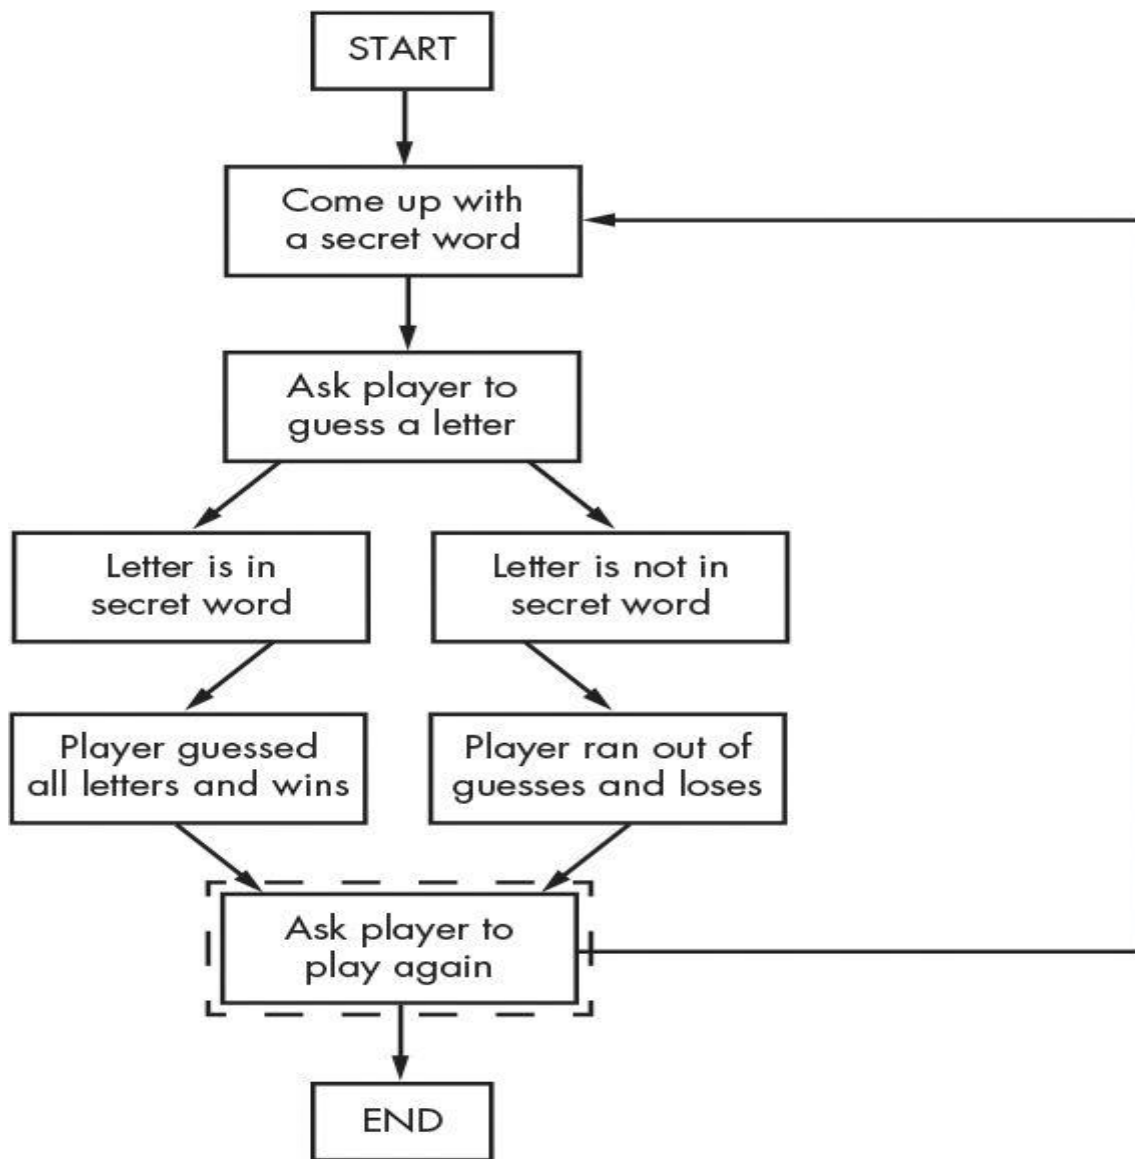 START
Come up with
a secret word
Ask player to
guess a letter
Letter is in
secret word
Letter is not in
secret word
Player guessed
all letters and wins
Player ran out of
guesses and loses
Ask player to
play again
END